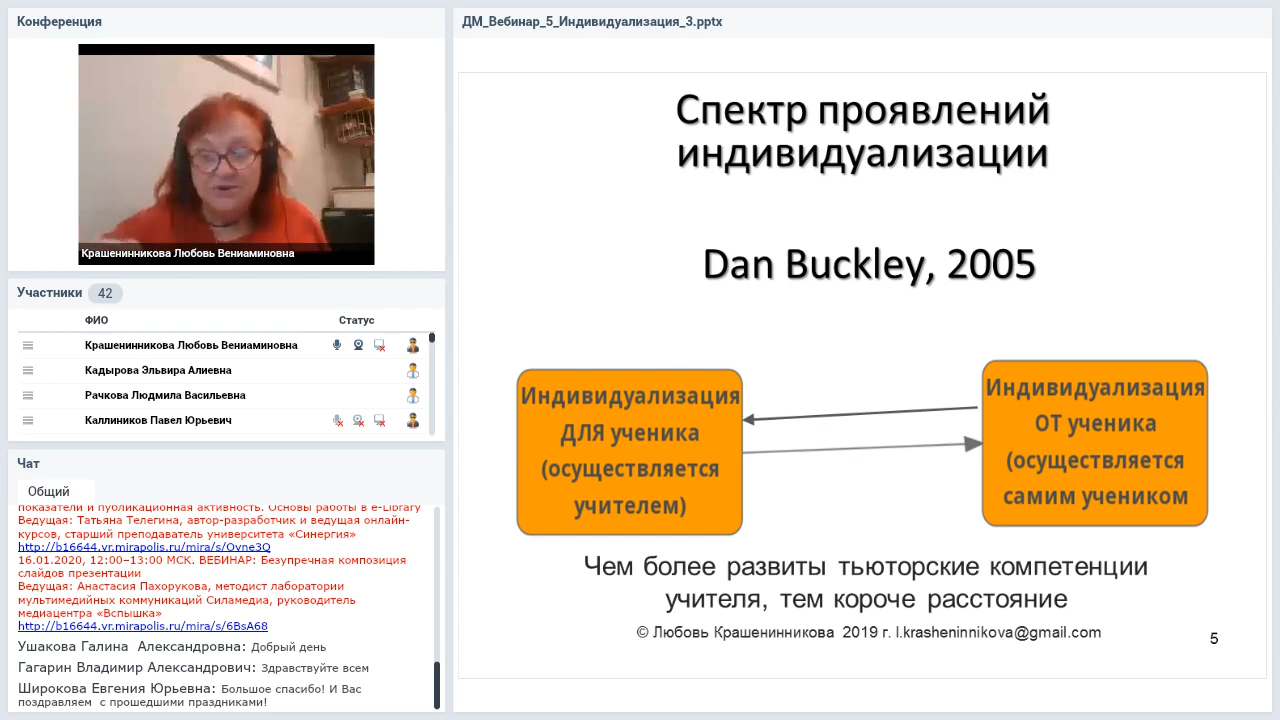 Конференция
Крашенинникова Любовь Вениаминовна
Участники 42
ФИО Статус
Крашенинникова Любовь Вениаминовна
Кадырова Эльвира Алиевна
Рачкова Людмила Васильевна
Каллиников Павел Юрьевич
Чат
Общий
показатели и публикационная активность. Основы работы в e-Library
Ведущая: Татьяна Телегина, автор-разработчик и ведущая онлайн-
курсов, старший преподаватель университета «Синергия»
http://b16644.vr.mirapolis.ru/mira/s/Ovne3Q
16.01.2020, 12:00–13:00 МСК. ВЕБИНАР: Безупречная композиция
слайдов презентации
Ведущая: Анастасия Пахорукова, методист лаборатории
мультимедийных коммуникаций Силамедиа, руководитель
медиацентра «Вспышка»
http://b16644.vr.mirapolis.ru/mira/s/6BsA68
Ушакова Галина Александровна: Добрый день
Гагарин Владимир Александрович: Здравствуйте всем
Широкова Евгения Юрьевна: Большое спасибо! И Вас
поздравляем с прошедшими праздниками!
ДМ_Вебинар_5_Индивидуализация_3.pptx
Спектр проявлений
индивидуализации
Dan Buckley, 2005
Индивидуализация
ДЛЯ ученика
(осуществляется
учителем)
Индивидуализация
ОТ ученика
(осуществляется
самим учеником
Чем более развиты тьюторские компетенции
учителя, тем короче расстояние
© Любовь Крашенинникова 2019 г. l.krasheninnikova@gmail.com
5